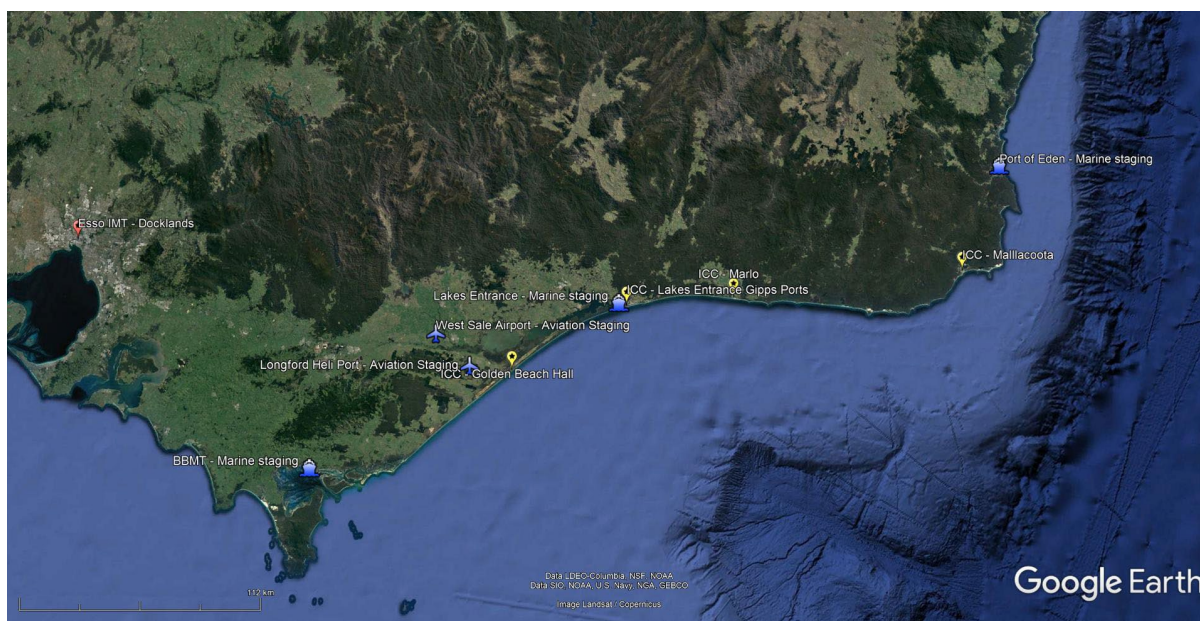 Port of Eden - Marine staging
Esso IMT - Docklands
ICC - Malllacoota
ICC - Marlo
ICC - Lakes Entrance Gipps Ports
Lakes Entrance - Marine staging
West Sale Airport - Aviation Staging
Longford Heli Port - Aviation Staging
ICC - Golden Beach Hall
BBMT - Marine staging
Data LDEO-Columbia, NSF, NOAA
Data SIO, NOAA, U.S. Navy, NGA, GEBCO
Image Landsat / Copernicus
112 km
Google Earth